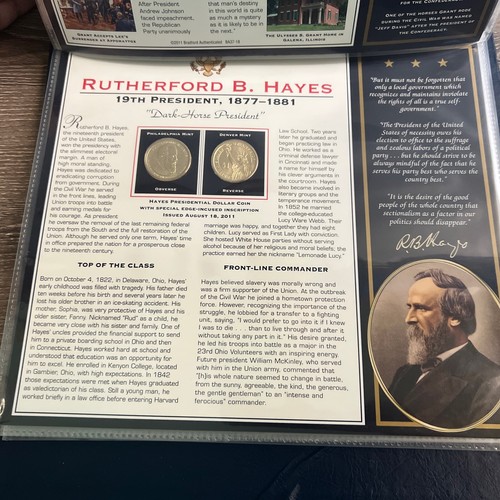 After President
Andrew Johnson
faced impeachment,
the Republican
Party unanimously
man's destiny
in this world is quite
as much a mystery
as it is likely to be in
the next."
GRANT ACCEPTS LEE'S
SURRENDER AT APPOMATTOX
THE ULYSSES S. GRANT HOME IN
GALENA, ILLINOIS
FOR THE CONFEDERACY.
ONE OF THE HORSES GRANT RODE
DURING THE CIVIL WAR WAS NAMED
"JEFF DAVIS" AFTER THE PRESIDENT OF
THE CONFEDERACY.
RUTHERFORD B. HAYES
19TH PRESIDENT, 1877–1881
"Dark-Horse President"
Rutherford B. Hayes,
the nineteenth president
of the United States,
won the presidency with
the slimmest electoral
margin. A man of
high moral standing,
Hayes was dedicated to
eradicating corruption
from government. During
the Civil War he served
in the front lines, leading
Union troops into battle
and earning medals for
his courage. As president
he oversaw the removal of the last remaining federal
troops from the South and the full restoration of the
Union. Although he served only one term, Hayes' time
in office prepared the nation for a prosperous close
to the nineteenth century.
PHILADELPHIA MINT
DENVER MINT
OBVERSE
REVERSE
HAYES PRESIDENTIAL DOLLAR COIN
WITH SPECIAL EDGE-INCUSED INSCRIPTION
ISSUED AUGUST 18, 2011
Law School. Two years
later he graduated and
began practicing law in
Ohio. He worked as a
criminal defense lawyer
in Cincinnati and made
a name for himself by
his clever arguments in
the courtroom. Hayes
also became involved in
literary groups and the
temperance movement.
In 1852 he married
the college-educated
Lucy Ware Webb. Their
marriage was happy, and together they had eight
children. Lucy served as First Lady with conviction.
She hosted White House parties without serving
alcohol because of her religious and moral beliefs; the
practice earned her the nickname "Lemonade Lucy."
TOP OF THE CLASS
Born on October 4, 1822, in Delaware, Ohio, Hayes'
early childhood was filled with tragedy. His father died
ten weeks before his birth and several years later he
lost his older brother in an ice-skating accident. His
mother, Sophia, was very protective of Hayes and his
older sister, Fanny. Nicknamed "Rud" as a child, he
became very close with his sister and family. One of
Hayes' uncles provided the financial support to send
him to a private boarding school in Ohio and then
in Connecticut. Hayes worked hard at school and
understood that education was an opportunity for
him to excel. He enrolled in Kenyon College, located
in Gambier, Ohio, with high expectations. In 1842
those expectations were met when Hayes graduated
as valedictorian of his class. Still a young man, he
worked briefly in a law office before entering Harvard
FRONT-LINE COMMANDER
Hayes believed slavery was morally wrong and
was a firm supporter of the Union. At the outbreak
of the Civil War he joined a hometown protection
force. However, recognizing that the importance of the
struggle, he lobbied for a transfer to a fighting
unit, saying, "I would prefer to go into it if I knew
I was to die . . . than to live through and after it
without taking any part in it." His desire granted,
he led his troops into battle as a major in the
23rd Ohio Volunteers with an inspiring energy.
Future president William McKinley, who served
with him in the Union army, commented that
"[h]is whole nature seemed to change in battle,
from the sunny, agreeable, the kind, the generous,
the gentle gentleman" to an "intense and
ferocious" commander.
"But it must not be forgotten that
only a local government which
recognizes and maintains inviolate
the rights of all is a true self-
government."
"The President of the United
States of necessity owes his
election to office to the suffrage
and zealous labors of a political
party . . . but he should strive to be
always mindful of the fact that he
serves his party best who serves the
country best."
"It is the desire of the good
people of the whole country that
sectionalism as a factor in our
politics should disappear."
R B Hayes